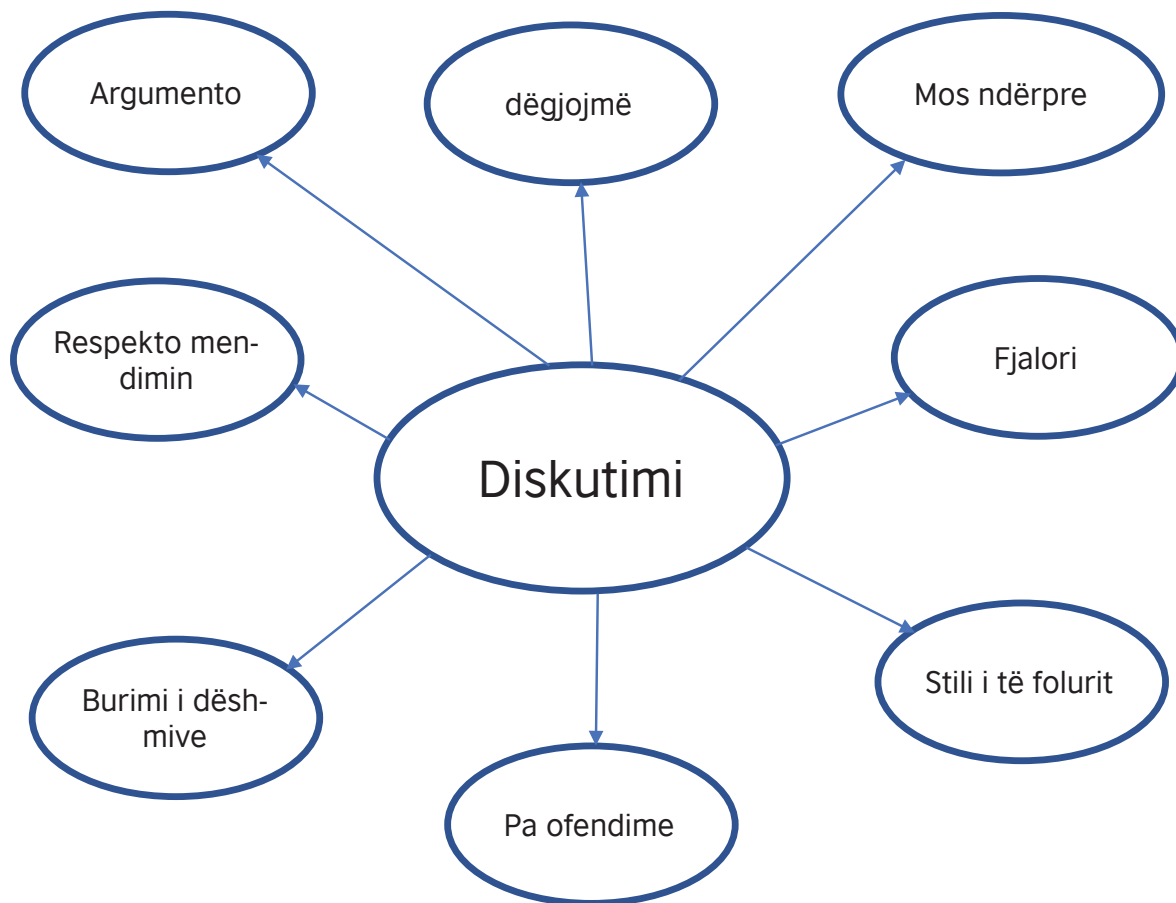 Argumento
dëgjojmë
Mos ndërpre
Respekto men-
dimin
Fjalori
Diskutimi
Burimi i dësh-
mive
Stili i të folurit
Pa ofendime